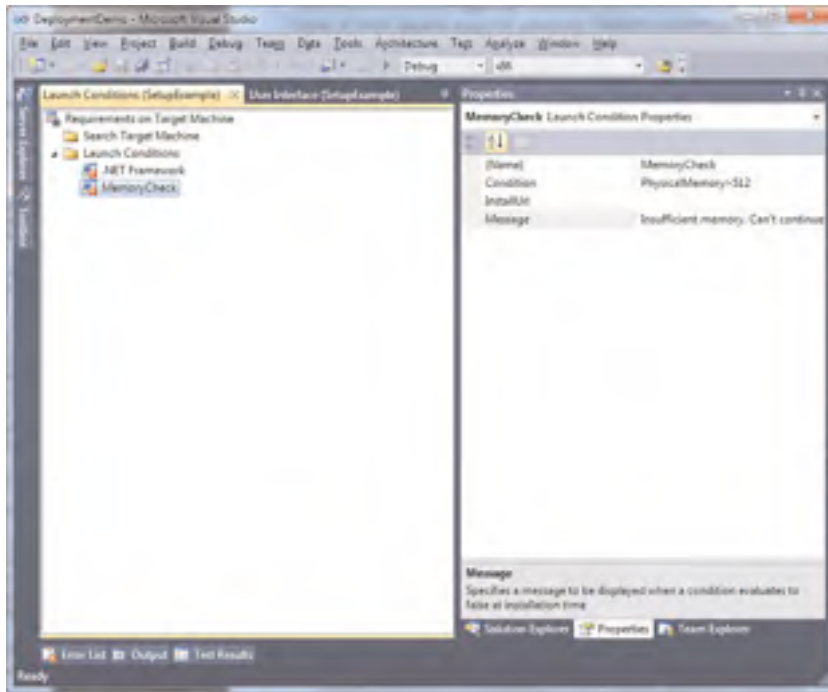 DeploymentDemo - Microsoft Visual Studio
File Edit View Project Build Debug Team Data Tools Architecture Test Analyze Window Help
Debug x86
Launch Conditions (SetupExample) User Interface (SetupExample)
Requirements on Target Machine
Search Target Machine
Launch Conditions
.NET Framework
MemoryCheck
Server Explorer
Toolbox
Properties
MemoryCheck Launch Condition Properties
(Name) MemoryCheck
Condition PhysicalMemory>512
InstallUrl
Message Insufficient memory. Can't continue
Message
Specifies a message to be displayed when a condition evaluates to
false at installation time
Solution Explorer Properties Team Explorer
Error List Output Test Results
Ready